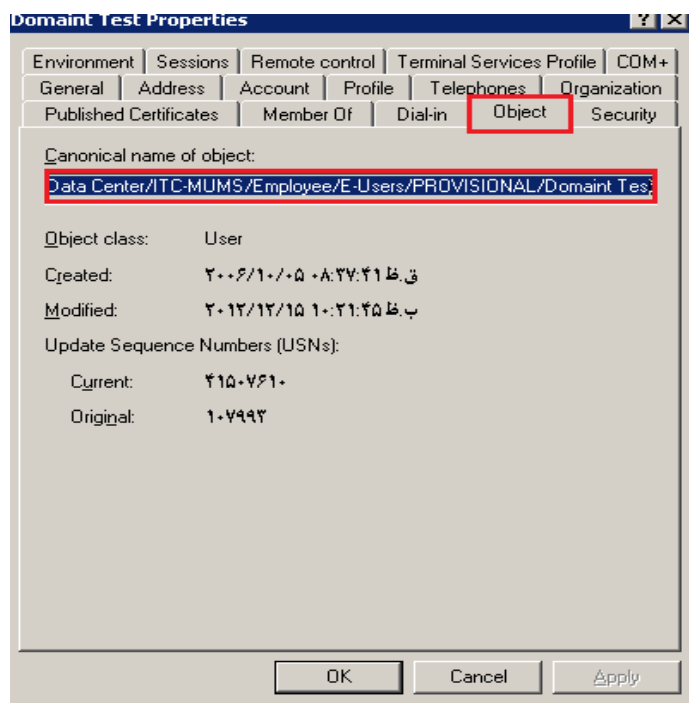 Domaint Test Properties
Environment Sessions Remote control Terminal Services Profile COM+
General Address Account Profile Telephones Organization
Published Certificates Member Of Dial-in Object Security
Canonical name of object:
Data Center/ITC-MUMS/Employee/E-Users/PROVISIONAL/Domaint Tes
Object class: User
Created: ۲۰۰۶/۱۰/۰۵ ۰۸:۳۷:۴۱ ق.ظ
Modified: ۲۰۱۲/۱۲/۱۵ ۱۰:۲۱:۴۵ ب.ظ
Update Sequence Numbers (USNs):
Current: ۴۱۵۰۷۶۱۰
Original: ۱۰۷۹۹۳
OK Cancel Apply